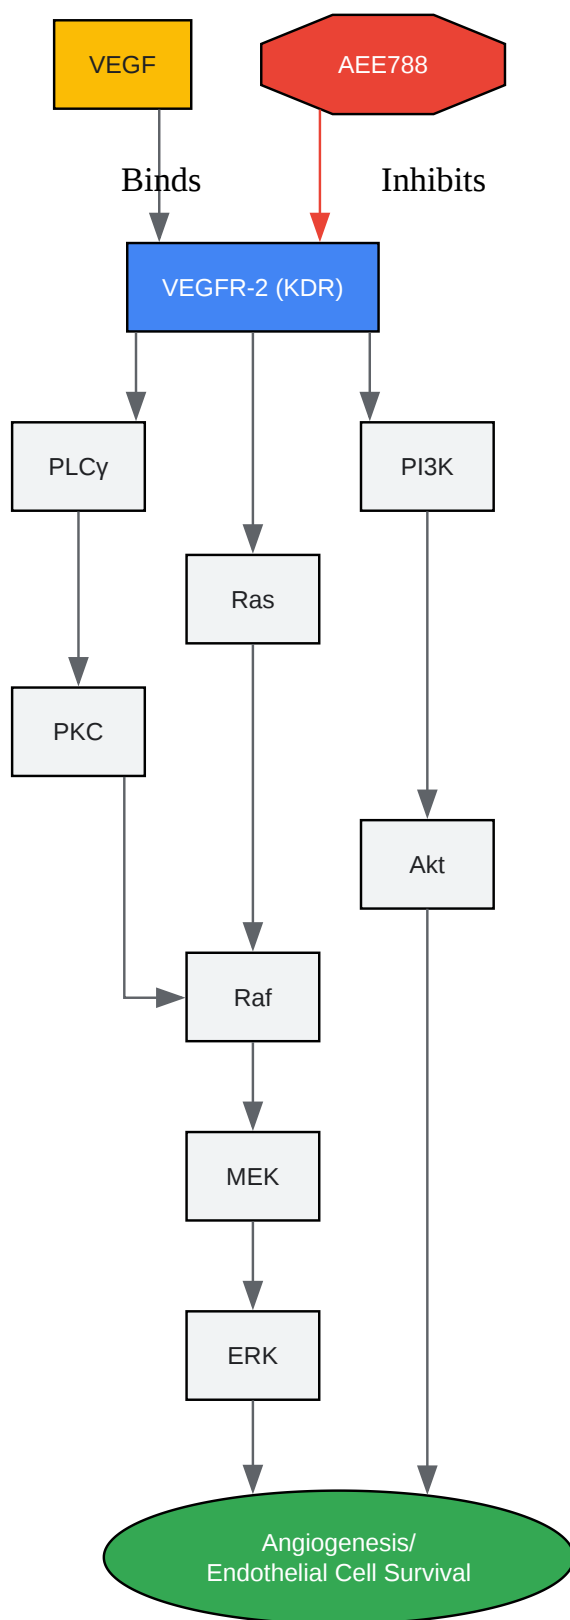 VEGF
AEE788
Binds
Inhibits
VEGFR-2 (KDR)
PLCγ
PI3K
Ras
PKC
Akt
Raf
MEK
ERK
Angiogenesis/
Endothelial Cell Survival